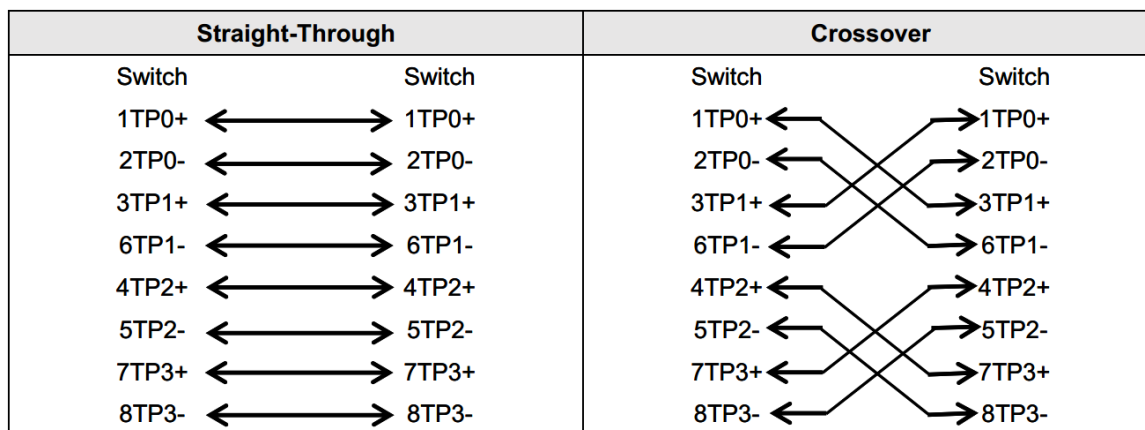 Straight-Through Crossover
Switch Switch Switch Switch
1TP0+ 1TP0+ 1TP0+ 1TP0+
2TP0- 2TP0- 2TP0- 2TP0-
3TP1+ 3TP1+ 3TP1+ 3TP1+
6TP1- 6TP1- 6TP1- 6TP1-
4TP2+ 4TP2+ 4TP2+ 4TP2+
5TP2- 5TP2- 5TP2- 5TP2-
7TP3+ 7TP3+ 7TP3+ 7TP3+
8TP3- 8TP3- 8TP3- 8TP3-